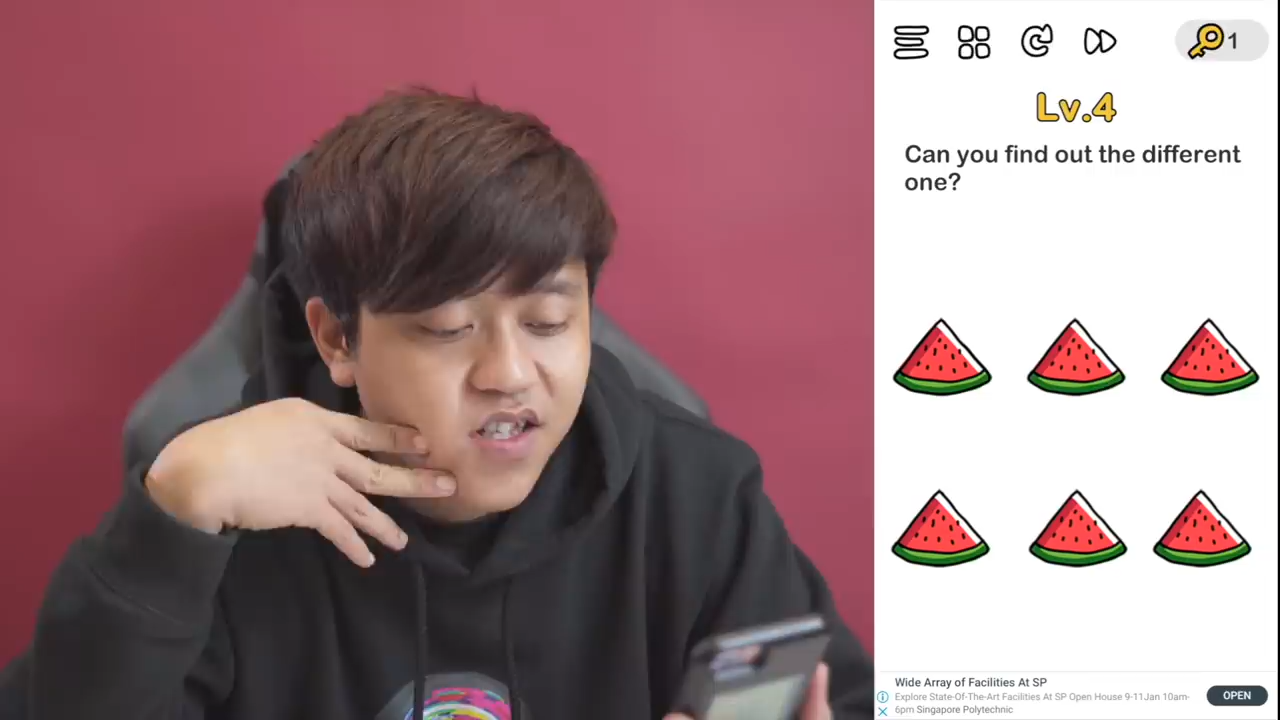 1
Lv.4
Can you find out the different
one?
Wide Array of Facilities At SP
Explore State-Of-The-Art Facilities At SP Open House 9-11Jan 10am-
6pm Singapore Polytechnic
OPEN